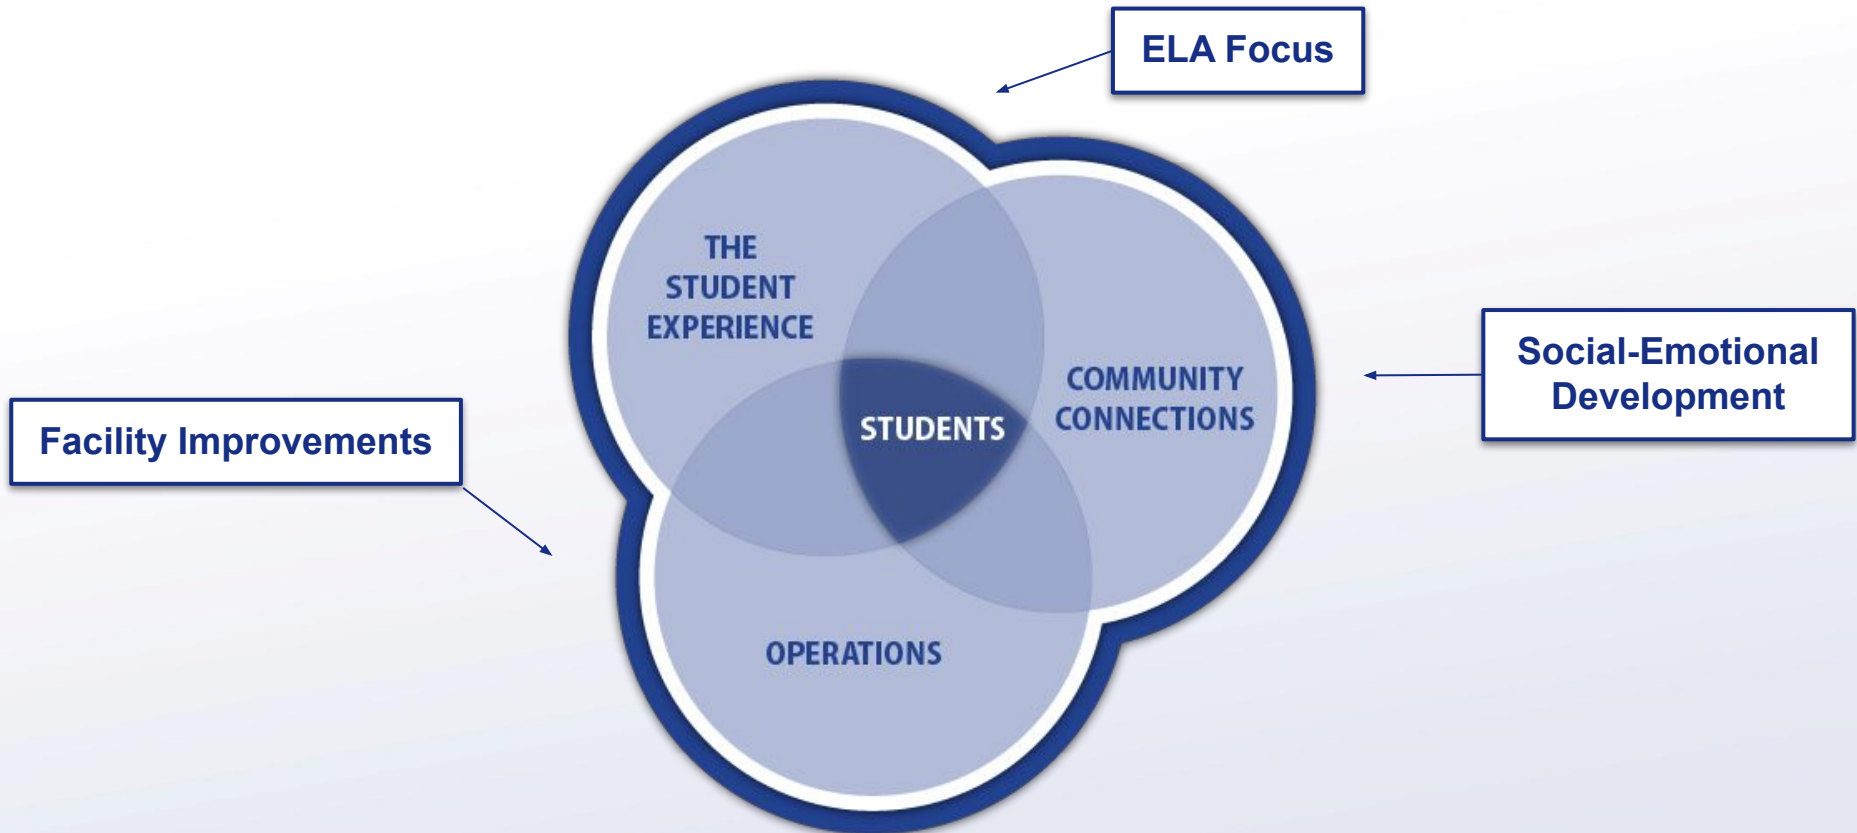 ELA Focus
THE
STUDENT
EXPERIENCE
COMMUNITY
CONNECTIONS
Social-Emotional
Development
STUDENTS
Facility Improvements
OPERATIONS